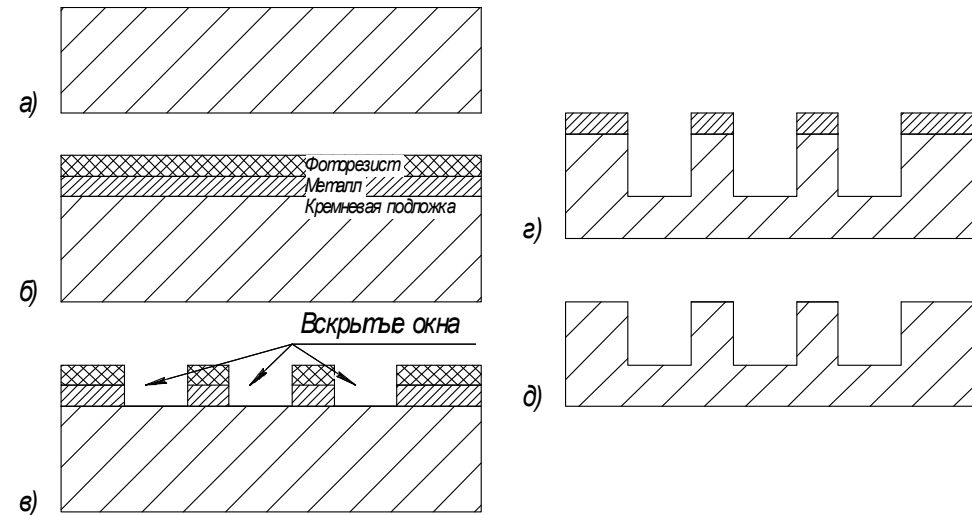 а)
Фоторезист
Металл
Кремневая подложка
б)
Вскрытые окна
в)
г)
д)